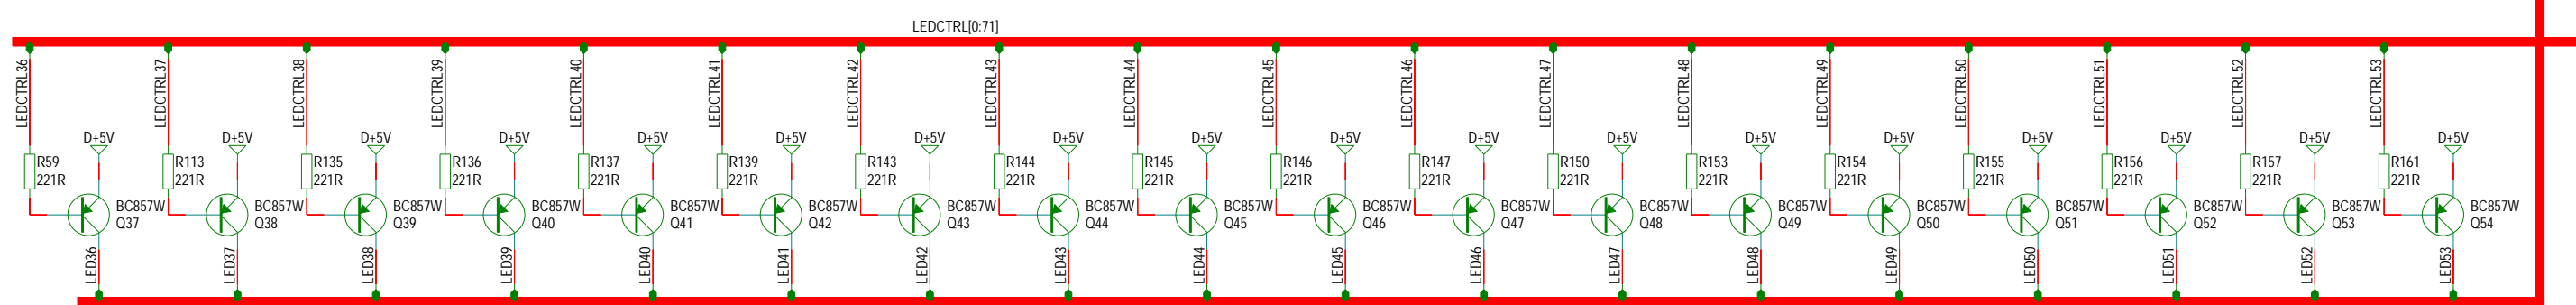 LEDCTRL[0:71]
LEDCTRL36 LEDCTRL37 LEDCTRL38 LEDCTRL39 LEDCTRL40 LEDCTRL41 LEDCTRL42 LEDCTRL43 LEDCTRL44 LEDCTRL45 LEDCTRL46 LEDCTRL47 LEDCTRL48 LEDCTRL49 LEDCTRL50 LEDCTRL51 LEDCTRL52 LEDCTRL53
D+5V D+5V D+5V D+5V D+5V D+5V D+5V D+5V D+5V D+5V D+5V D+5V D+5V D+5V D+5V D+5V D+5V D+5V
R59 R113 R135 R136 R137 R139 R143 R144 R145 R146 R147 R150 R153 R154 R155 R156 R157 R161
221R 221R 221R 221R 221R 221R 221R 221R 221R 221R 221R 221R 221R 221R 221R 221R 221R 221R
BC857W BC857W BC857W BC857W BC857W BC857W BC857W BC857W BC857W BC857W BC857W BC857W BC857W BC857W BC857W BC857W BC857W BC857W
Q37 Q38 Q39 Q40 Q41 Q42 Q43 Q44 Q45 Q46 Q47 Q48 Q49 Q50 Q51 Q52 Q53 Q54
LED36 LED37 LED38 LED39 LED40 LED41 LED42 LED43 LED44 LED45 LED46 LED47 LED48 LED49 LED50 LED51 LED52 LED53